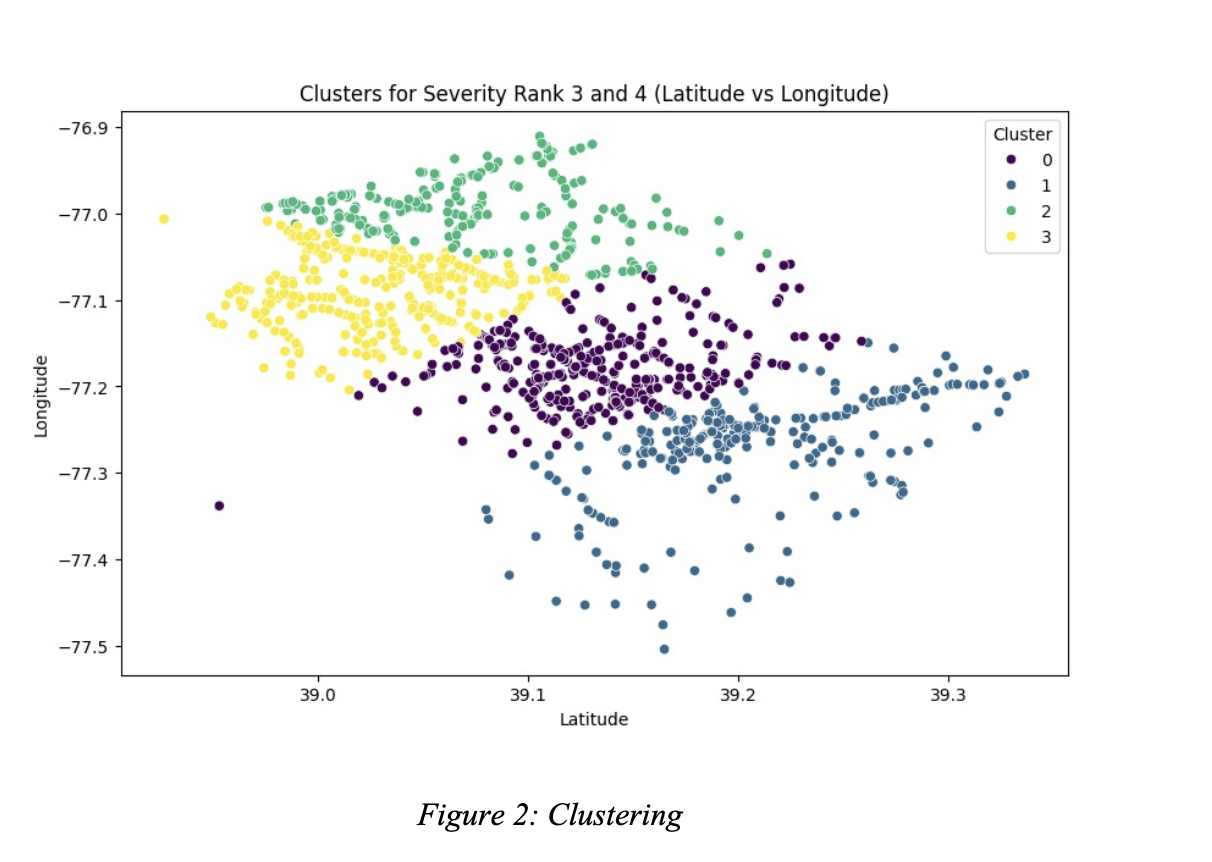 Clusters for Severity Rank 3 and 4 (Latitude vs Longitude)
Cluster
0
1
2
3
−76.9
−77.0
−77.1
−77.2
−77.3
−77.4
−77.5
Longitude
39.0 39.1 39.2 39.3
Latitude
Figure 2: Clustering